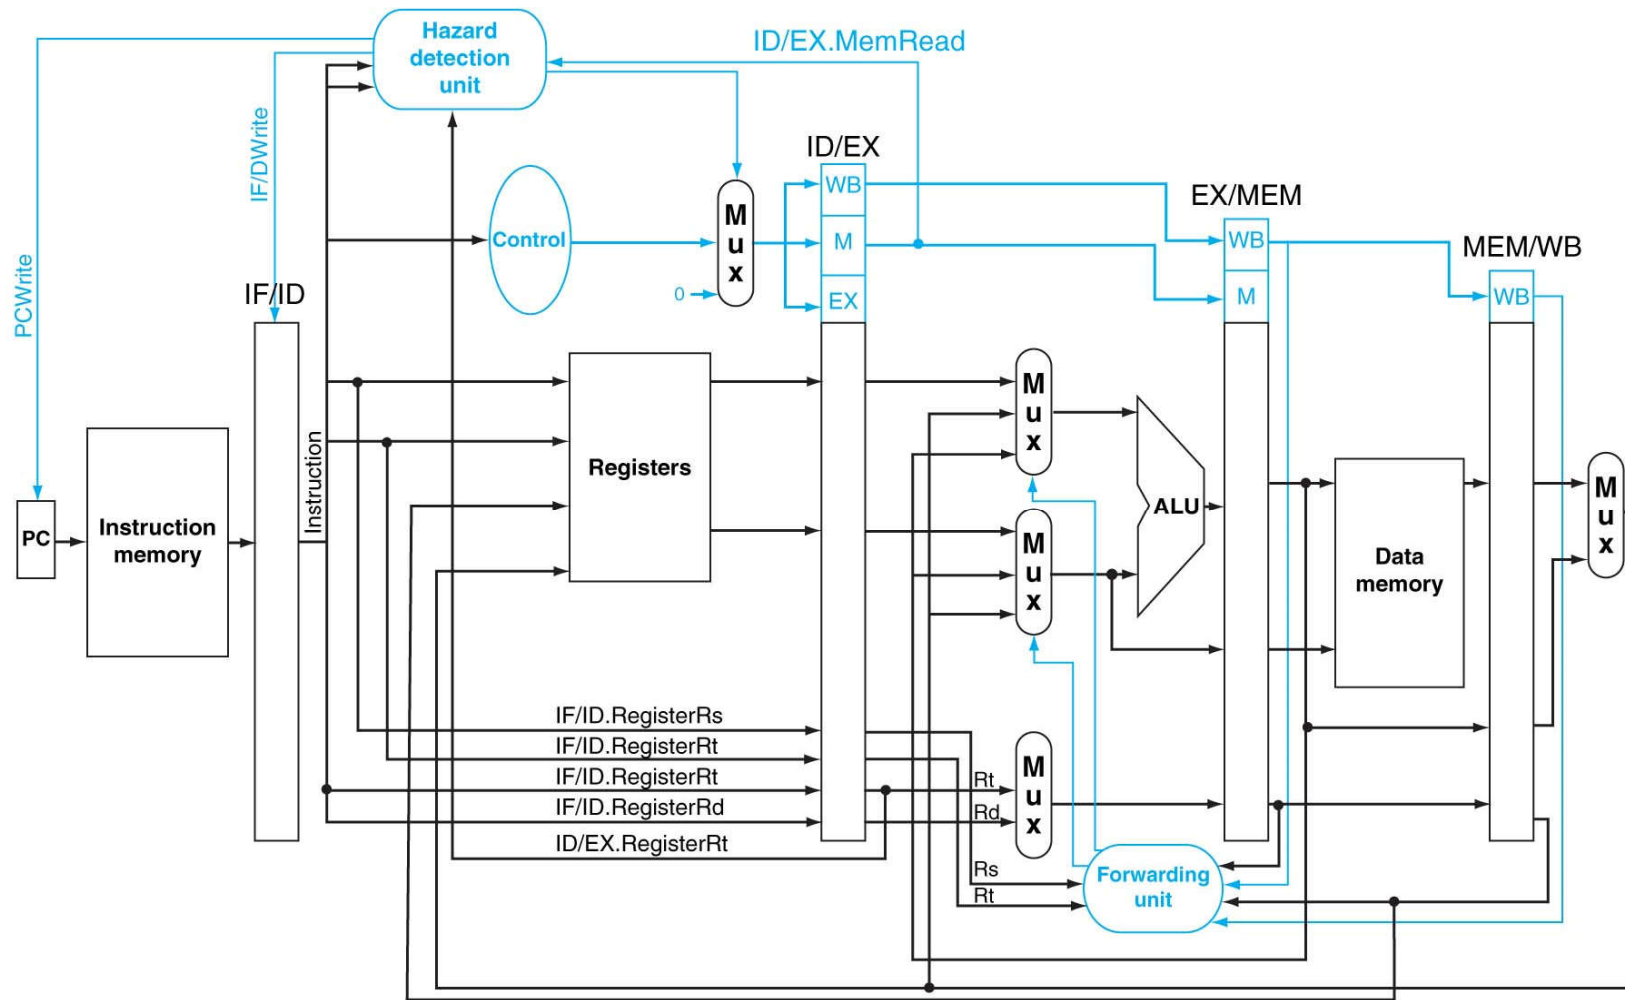 Hazard
detection
unit
ID/EX.MemRead
IF/DWrite
PCWrite
ID/EX
WB
M
EX
EX/MEM
WB
M
MEM/WB
WB
Control
M
u
x
0
IF/ID
Instruction
PC
Instruction
memory
Registers
M
u
x
M
u
x
ALU
Data
memory
M
u
x
IF/ID.RegisterRs
IF/ID.RegisterRt
IF/ID.RegisterRt
IF/ID.RegisterRd
ID/EX.RegisterRt
Rt
Rd
M
u
x
Rs
Rt
Forwarding
unit